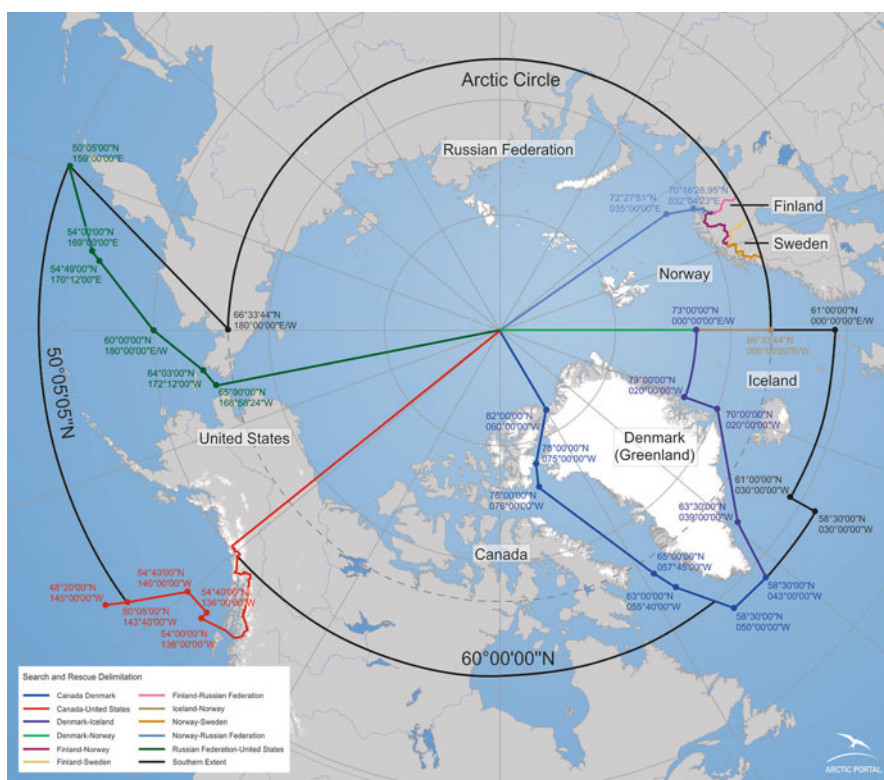 Arctic Circle
Russian Federation
50°05'00"N
159°00'00"E
72°27'51"N
035°00'00"E
70°16'28.95"N
032°04'23"E
Finland
Sweden
54°00'00"N
169°00'00"E
54°49'00"N
170°12'00"E
Norway
66°33'44"N
180°00'00"E/W
60°00'00"N
180°00'00"E/W
73°00'00"N
000°00'00"E/W
66°33'44"N
000°00'00"E/W
61°00'00"N
000°00'00"E/W
64°03'00"N
172°12'00"W
65°00'00"N
168°58'24"W
50°05'05"N
Iceland
73°00'00"N
020°00'00"W
70°00'00"N
020°00'00"W
United States
82°00'00"N
060°00'00"W
Denmark
(Greenland)
78°00'00"N
075°00'00"W
076°00'00"W
61°00'00"N
030°00'00"W
63°30'00"N
039°00'00"W
58°30'00"N
030°00'00"W
Canada
65°00'00"N
057°45'00"W
63°00'00"N
055°40'00"W
58°30'00"N
043°00'00"W
58°30'00"N
050°00'00"W
48°20'00"N
145°00'00"W
54°40'00"N
140°00'00"W
50°05'00"N
143°40'00"W
54°40'00"N
136°00'00"W
54°00'00"N
136°00'00"W
60°00'00"N
Search and Rescue Delimitation
Canada Denmark
Canada-United States
Denmark-Iceland
Denmark-Norway
Finland-Norway
Finland-Sweden
Finland-Russian Federation
Iceland-Norway
Norway-Sweden
Norway-Russian Federation
Russian Federation-United States
Southern Extent
ARCTIC PORTAL